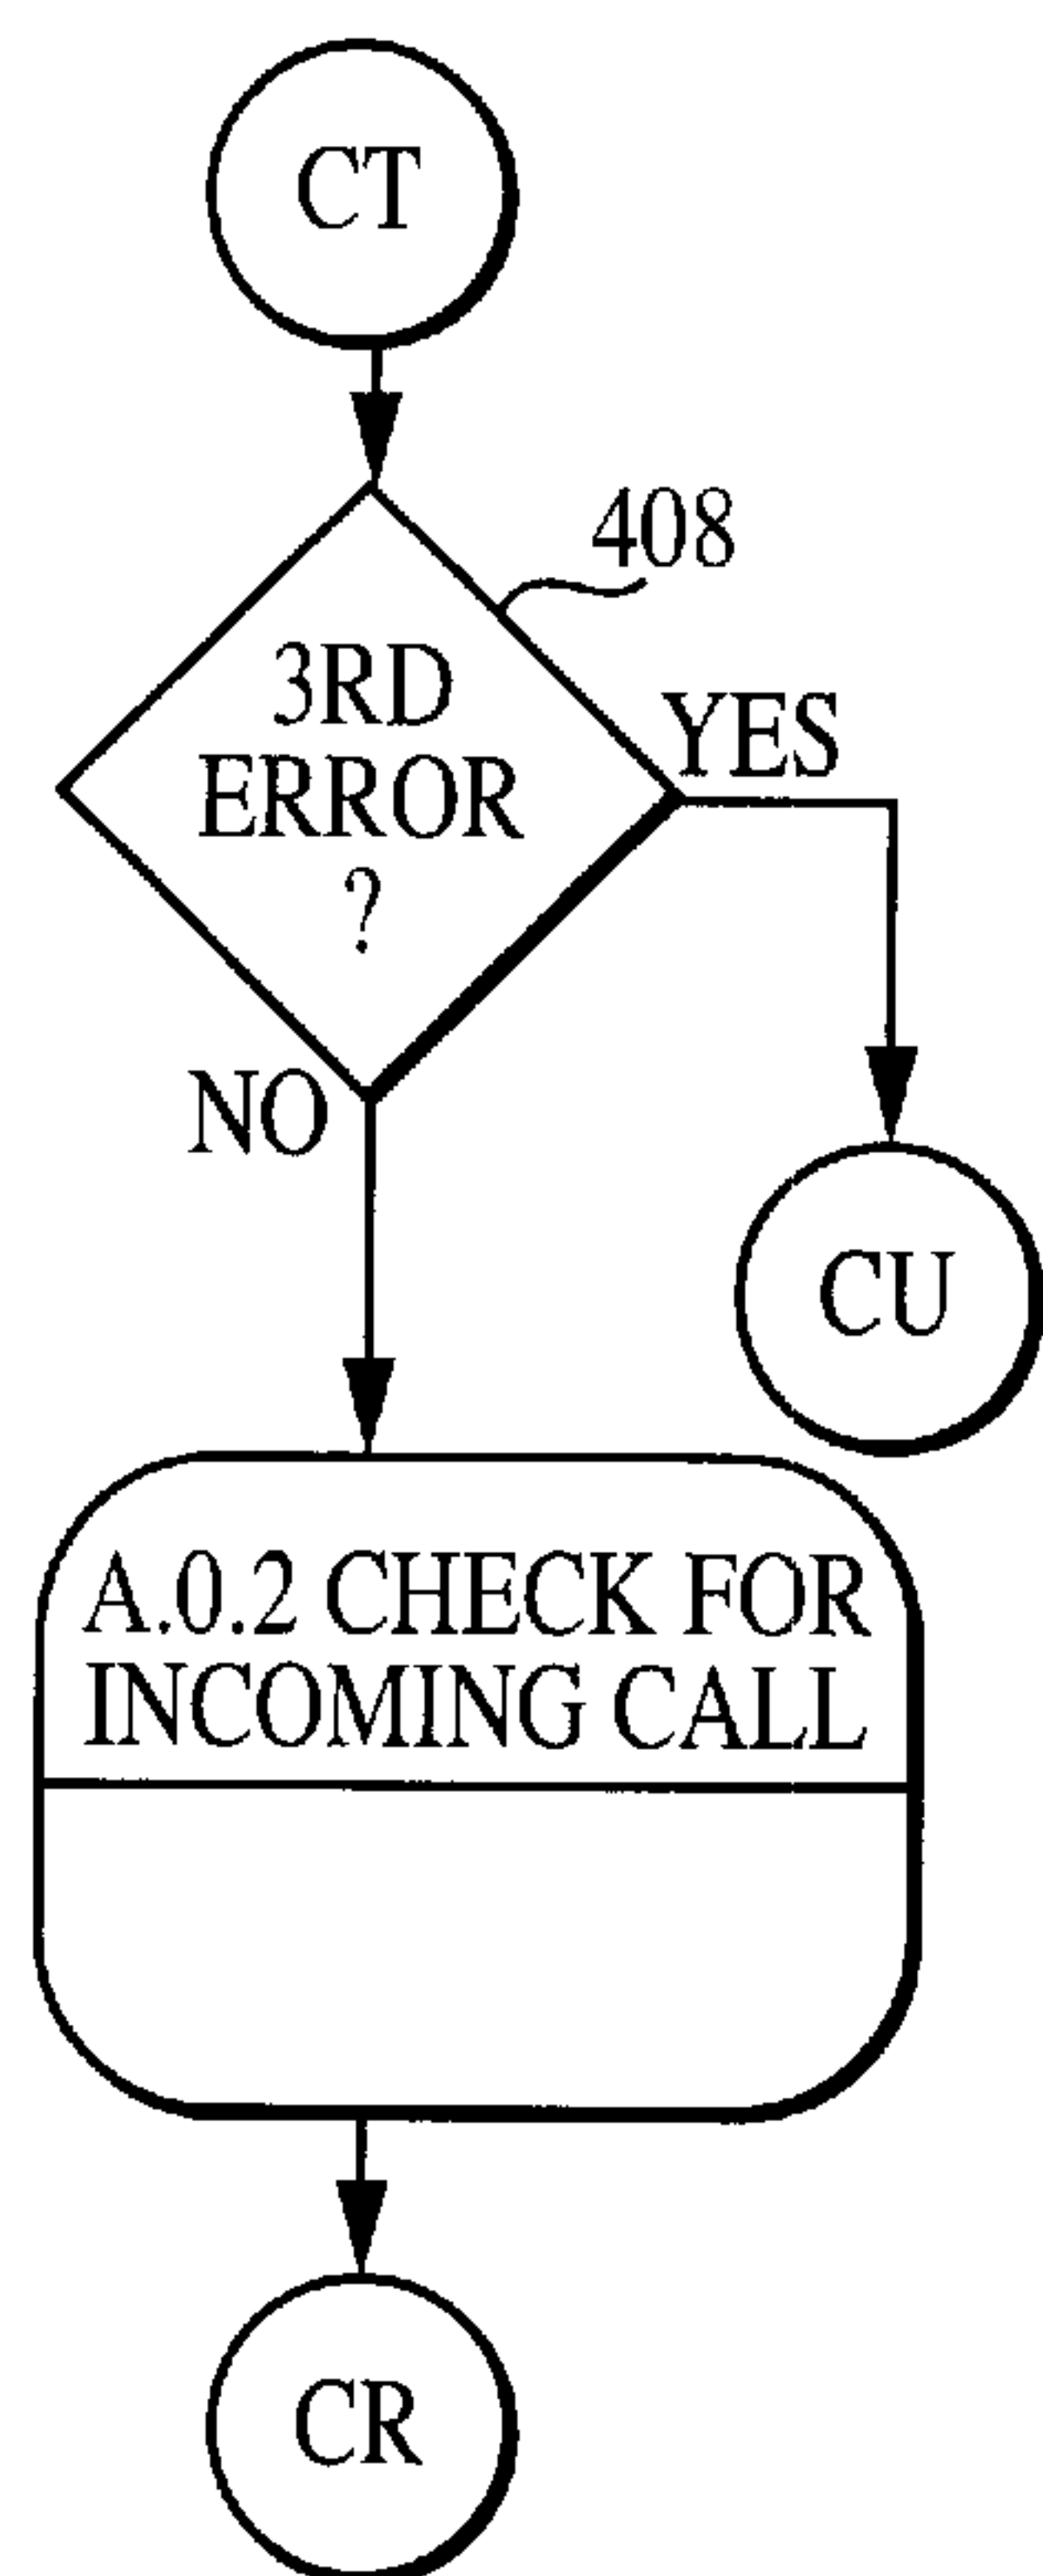 CT
408
3RD
ERROR
?
YES
NO
CU
A.0.2 CHECK FOR
INCOMING CALL
CR